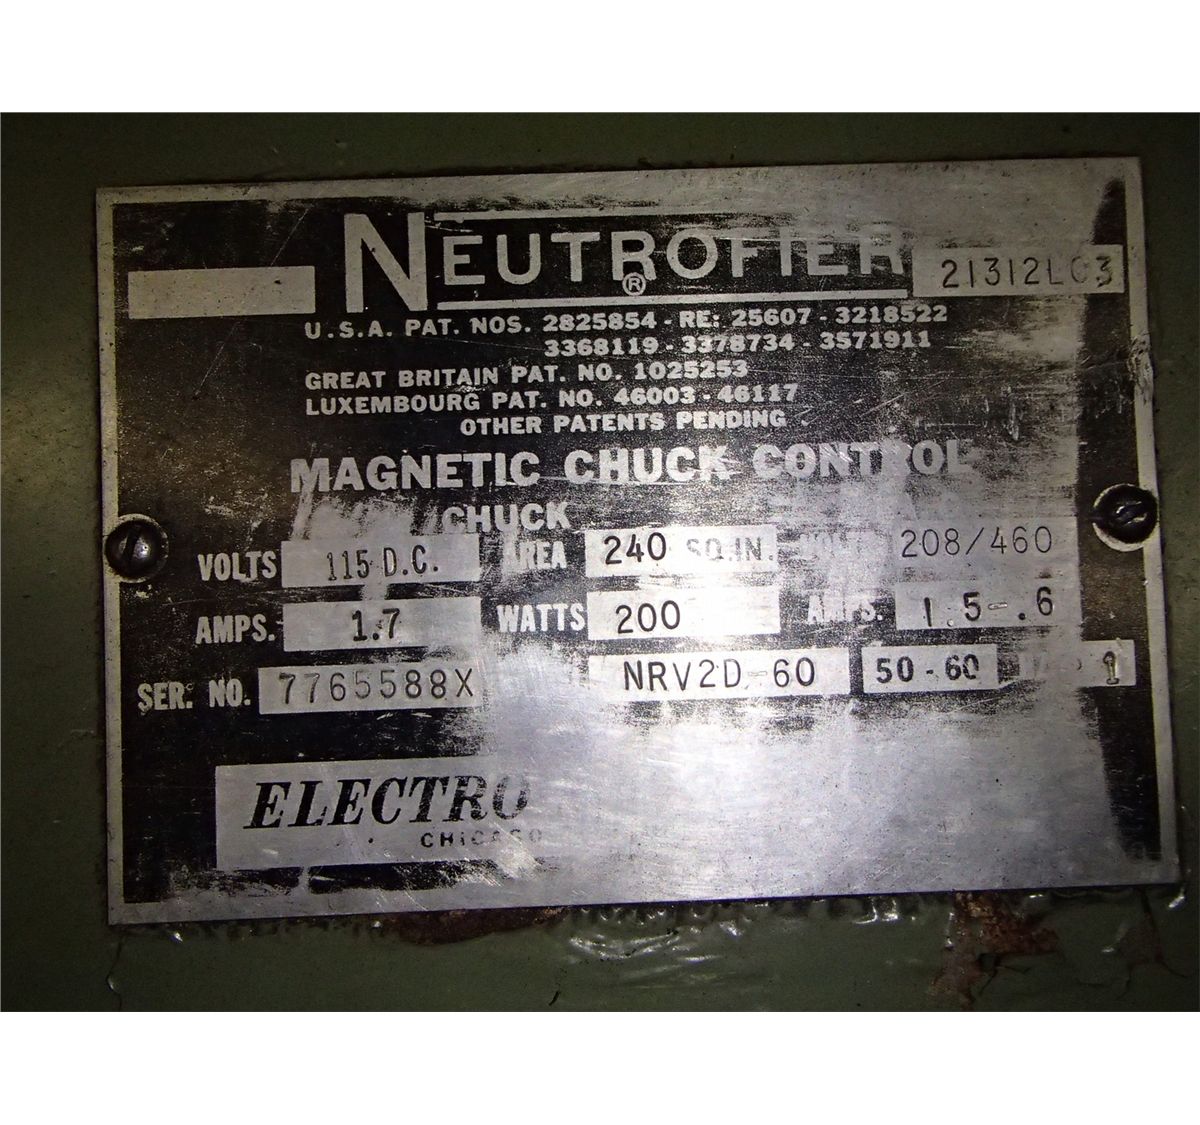 NEUTROFIER ®
U.S.A. PAT. NOS. 2825854 - RE: 25607 - 3218522
3368119 - 3378734 - 3571911
GREAT BRITAIN PAT. NO. 1025253
LUXEMBOURG PAT. NO. 46003 - 46117
OTHER PATENTS PENDING
MAGNETIC CHUCK CONTROL
CHUCK
VOLTS 115 D.C. AREA 240 SQ.IN. 208/460
AMPS. 1.7 WATTS 200 AMPS. 1.5-.6
SER. NO. 7765588X NRV2D-60 50-60 1
ELECTRO
CHICAGO